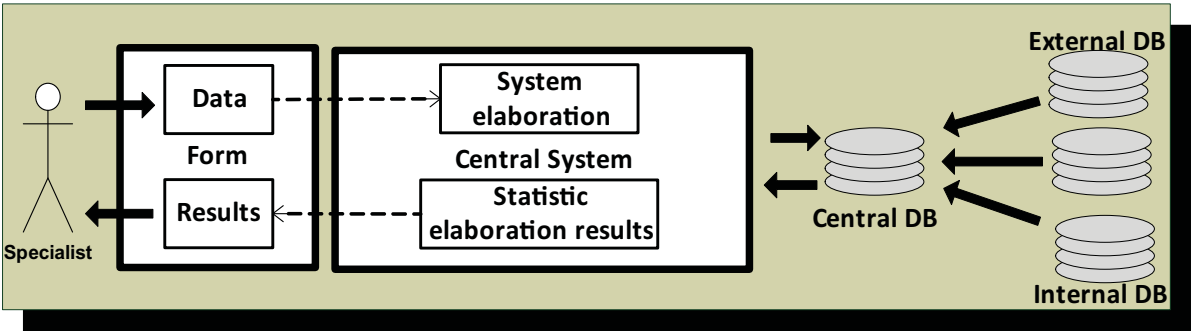 External DB
Data
System
elaboration
Form
Central System
Results
Statistic
elaboration results
Central DB
Specialist
Internal DB